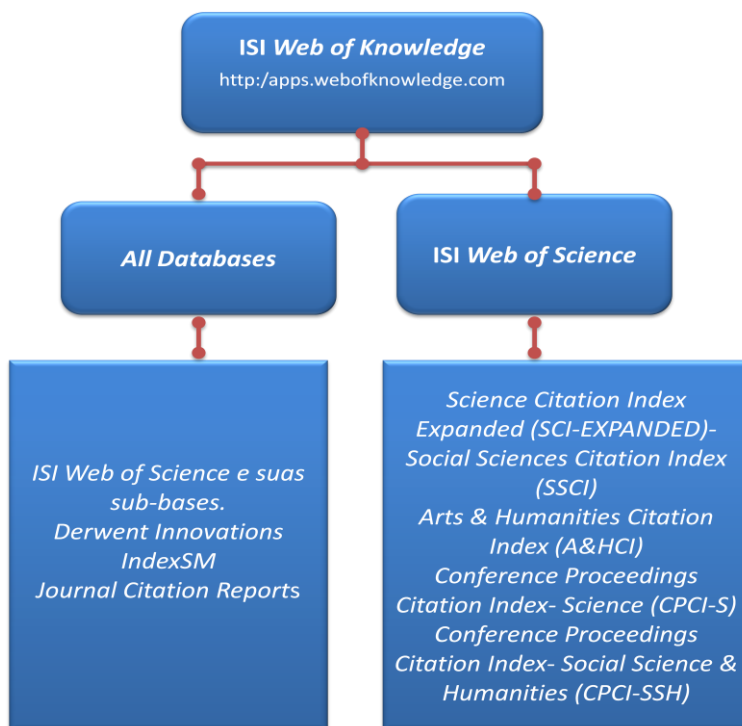 ISI Web of Knowledge
http:/apps.webofknowledge.com
All Databases
ISI Web of Science
ISI Web of Science e suas
sub-bases.
Derwent Innovations
IndexSM
Journal Citation Reports
Science Citation Index
Expanded (SCI-EXPANDED)-
Social Sciences Citation Index
(SSCI)
Arts & Humanities Citation
Index (A&HCI)
Conference Proceedings
Citation Index- Science (CPCI-S)
Conference Proceedings
Citation Index- Social Science &
Humanities (CPCI-SSH)